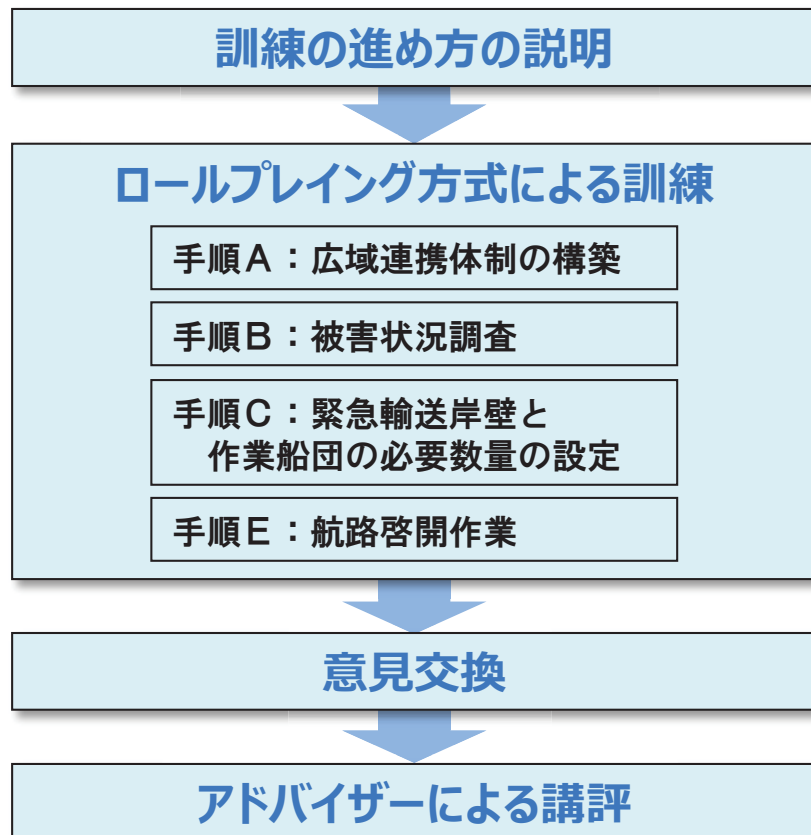 訓練の進め方の説明
ロールプレイング方式による訓練
手順A：広域連携体制の構築
手順B：被害状況調査
手順C：緊急輸送岸壁と
作業船団の必要数量の設定
手順E：航路啓開作業
意見交換
アドバイザーによる講評